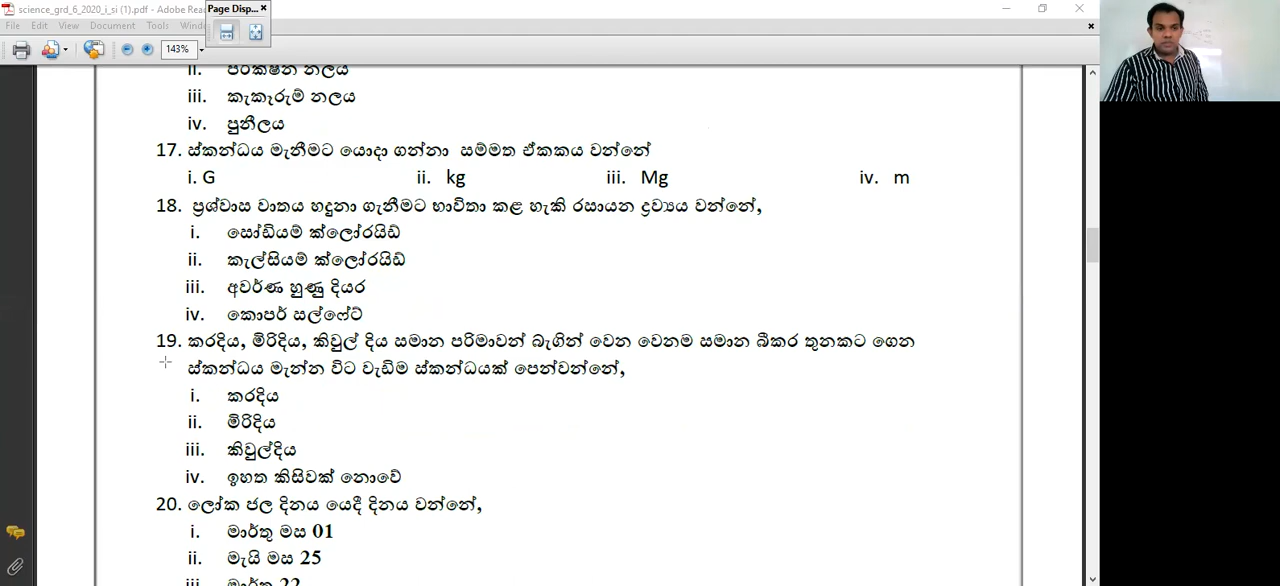 science_grd_6_2020_i_si (1).pdf - Adobe Rea
Page Disp...
File Edit View Document Tools
143%
ii. පරීක්ෂණ නලය
iii. කැකෑරුම් නලය
iv. පුනීලය
17. ස්කන්ධය මැනීමට යොදා ගන්නා සම්මත ඒකකය වන්නේ
i. G ii. kg iii. Mg iv. m
18. ප්‍රශ්වාස වාතය හදුනා ගැනීමට භාවිතා කළ හැකි රසායන ද්‍රව්‍යය වන්නේ,
i. සෝඩියම් ක්ලෝරයිඩ්
ii. කැල්සියම් ක්ලෝරයිඩ්
iii. අවර්ණ හුණු දියර
iv. කොපර් සල්ෆේට්
19. කරදිය, මිරිදිය, කිවුල් දිය සමාන පරිමාවන් බැගින් වෙන වෙනම සමාන බීකර තුනකට ගෙන
ස්කන්ධය මැන්න විට වැඩිම ස්කන්ධයක් පෙන්වන්නේ,
i. කරදිය
ii. මිරිදිය
iii. කිවුල්දිය
iv. ඉහත කිසිවක් නොවේ
20. ලෝක ජල දිනය යෙදී දිනය වන්නේ,
i. මාර්තු මස 01
ii. මැයි මස 25
iii. මාර්තු 22